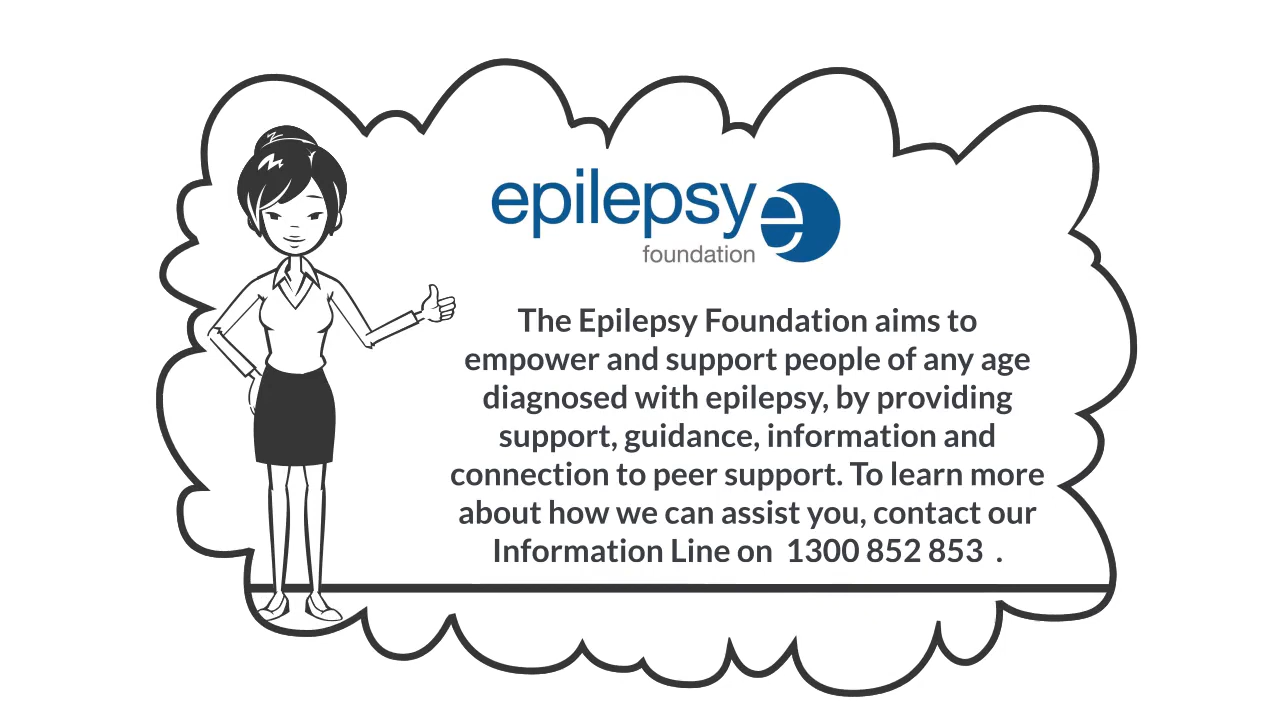 epilepsy e
foundation
The Epilepsy Foundation aims to
empower and support people of any age
diagnosed with epilepsy, by providing
support, guidance, information and
connection to peer support. To learn more
about how we can assist you, contact our
Information Line on 1300 852 853 .